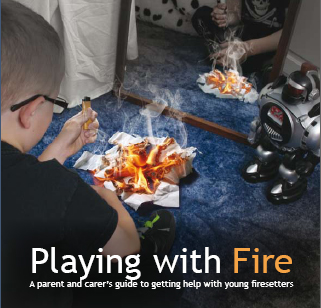 Playing with Fire
A parent and carer's guide to getting help with young firesetters